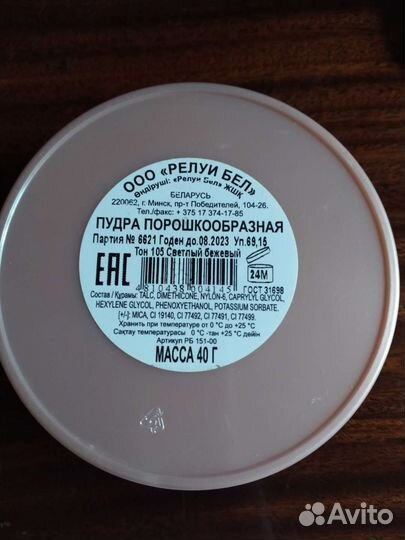 ООО «РЕЛУИ БЕЛ»
Өндіруші: «Релуи Бел» ЖШҚ
БЕЛАРУСЬ
220062, г. Минск, пр-т Победителей, 104-26.
Тел./факс: + 375 17 374-17-85
ПУДРА ПОРОШКООБРАЗНАЯ
Партия № 6621 Годен до.08.2023 Уп.69,15
Тон 105 Светлый бежевый
EAC
4810438004145
24М
ГОСТ 31698
Состав / Құрамы: TALC, DIMETHICONE, NYLON-6, CAPRYLYL GLYCOL,
HEXYLENE GLYCOL, PHENOXYETHANOL, POTASSIUM SORBATE.
[+/-]: MICA, CI 19140, CI 77492, CI 77491, CI 77499.
Хранить при температуре от 0 °C до +25 °C
Сақтау температурасы 0 °C -тан +25 °C дейін
Артикул РБ 151-00
МАССА 40 Г
Avito